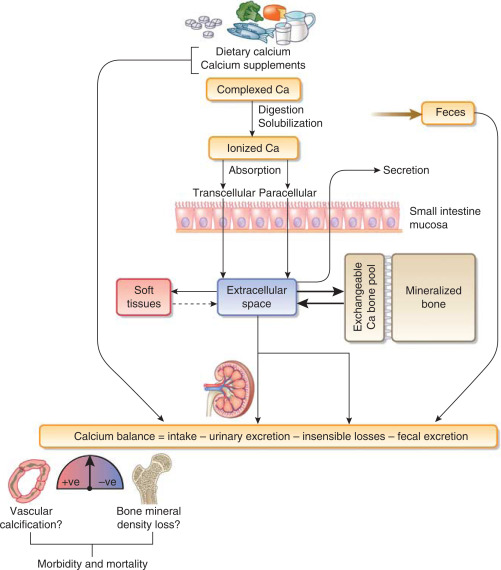 Dietary calcium
Calcium supplements
Complexed Ca
Digestion
Solubilization
Feces
Ionized Ca
Absorption
Secretion
Transcellular Paracellular
Small intestine
mucosa
Soft
tissues
Extracellular
space
Exchangeable
Ca bone pool
Mineralized
bone
Calcium balance = intake – urinary excretion – insensible losses – fecal excretion
+ve
–ve
Vascular
calcification?
Bone mineral
density loss?
Morbidity and mortality